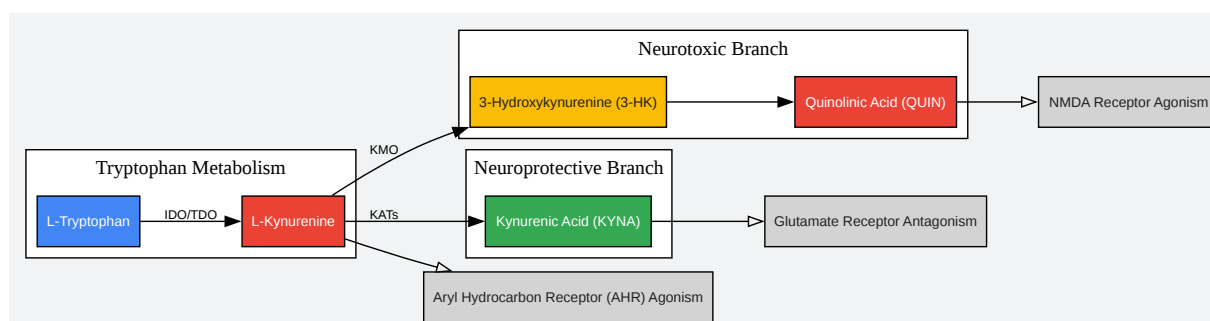 Neurotoxic Branch
3-Hydroxykynurenine (3-HK)
Quinolinic Acid (QUIN)
NMDA Receptor Agonism
KMO
Tryptophan Metabolism
Neuroprotective Branch
L-Tryptophan
IDO/TDO
L-Kynurenine
KATs
Kynurenic Acid (KYNA)
Glutamate Receptor Antagonism
Aryl Hydrocarbon Receptor (AHR) Agonism